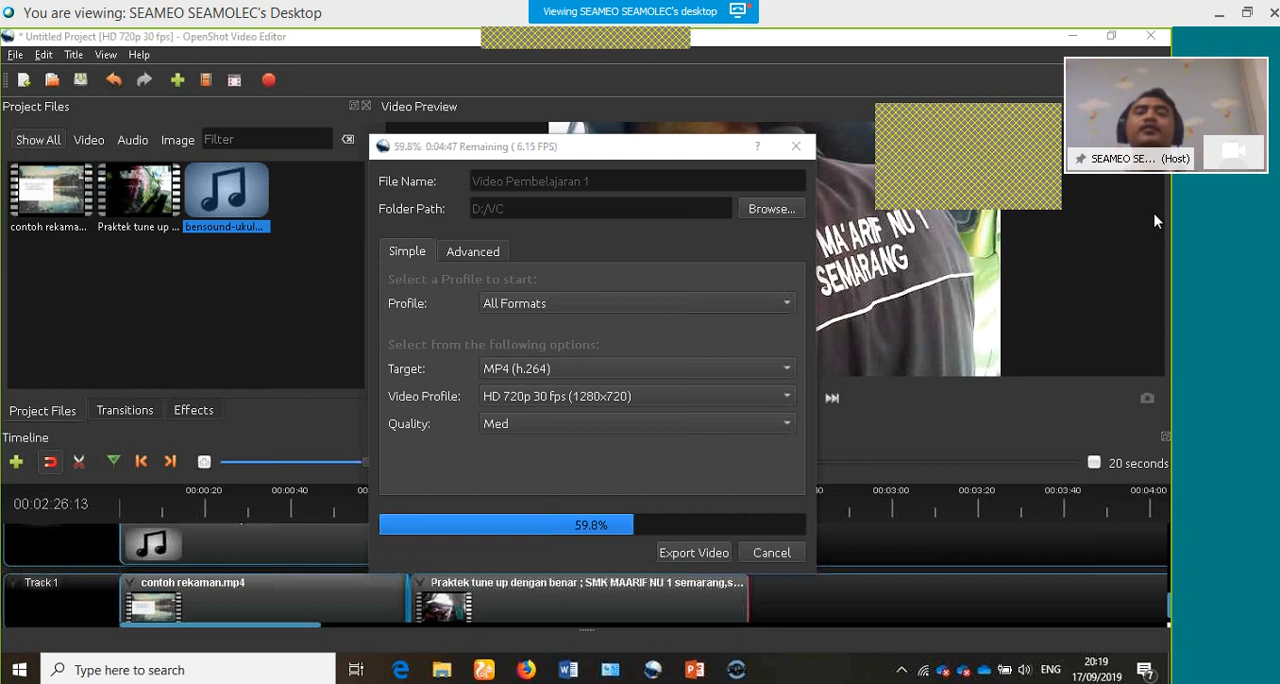 As you are viewing: SEAMEO SEAMOLEC's Desktop
Viewing SEAMEO SEAMOLEC's desktop
* Untitled Project [HD 720p 30 fps] - OpenShot Video Editor
File Edit Title View Help
Project Files
Video Preview
Show All Video Audio Image Filter
contoh rekama...
Praktek tune up ...
bensound-ukul...
59.8% 0:04:47 Remaining ( 6.15 FPS)
?
File Name: Video Pembelajaran 1
Folder Path: D:/VC Browse...
Simple Advanced
Select a Profile to start:
Profile: All Formats
Select from the following options:
Target: MP4 (h.264)
Video Profile: HD 720p 30 fps (1280x720)
Quality: Med
59.8%
Export Video Cancel
MA'ARIF NU 1
SEMARANG
SEAMEO SE... (Host)
Project Files Transitions Effects
Timeline
20 seconds
00:02:26:13
00:00:20 00:00:40 00:03:00 00:03:20 00:03:40 00:04:00
Track 1
contoh rekaman.mp4
Praktek tune up dengan benar ; SMK MAARIF NU 1 semarang,s...
Type here to search
ENG
20:19
17/09/2019
7